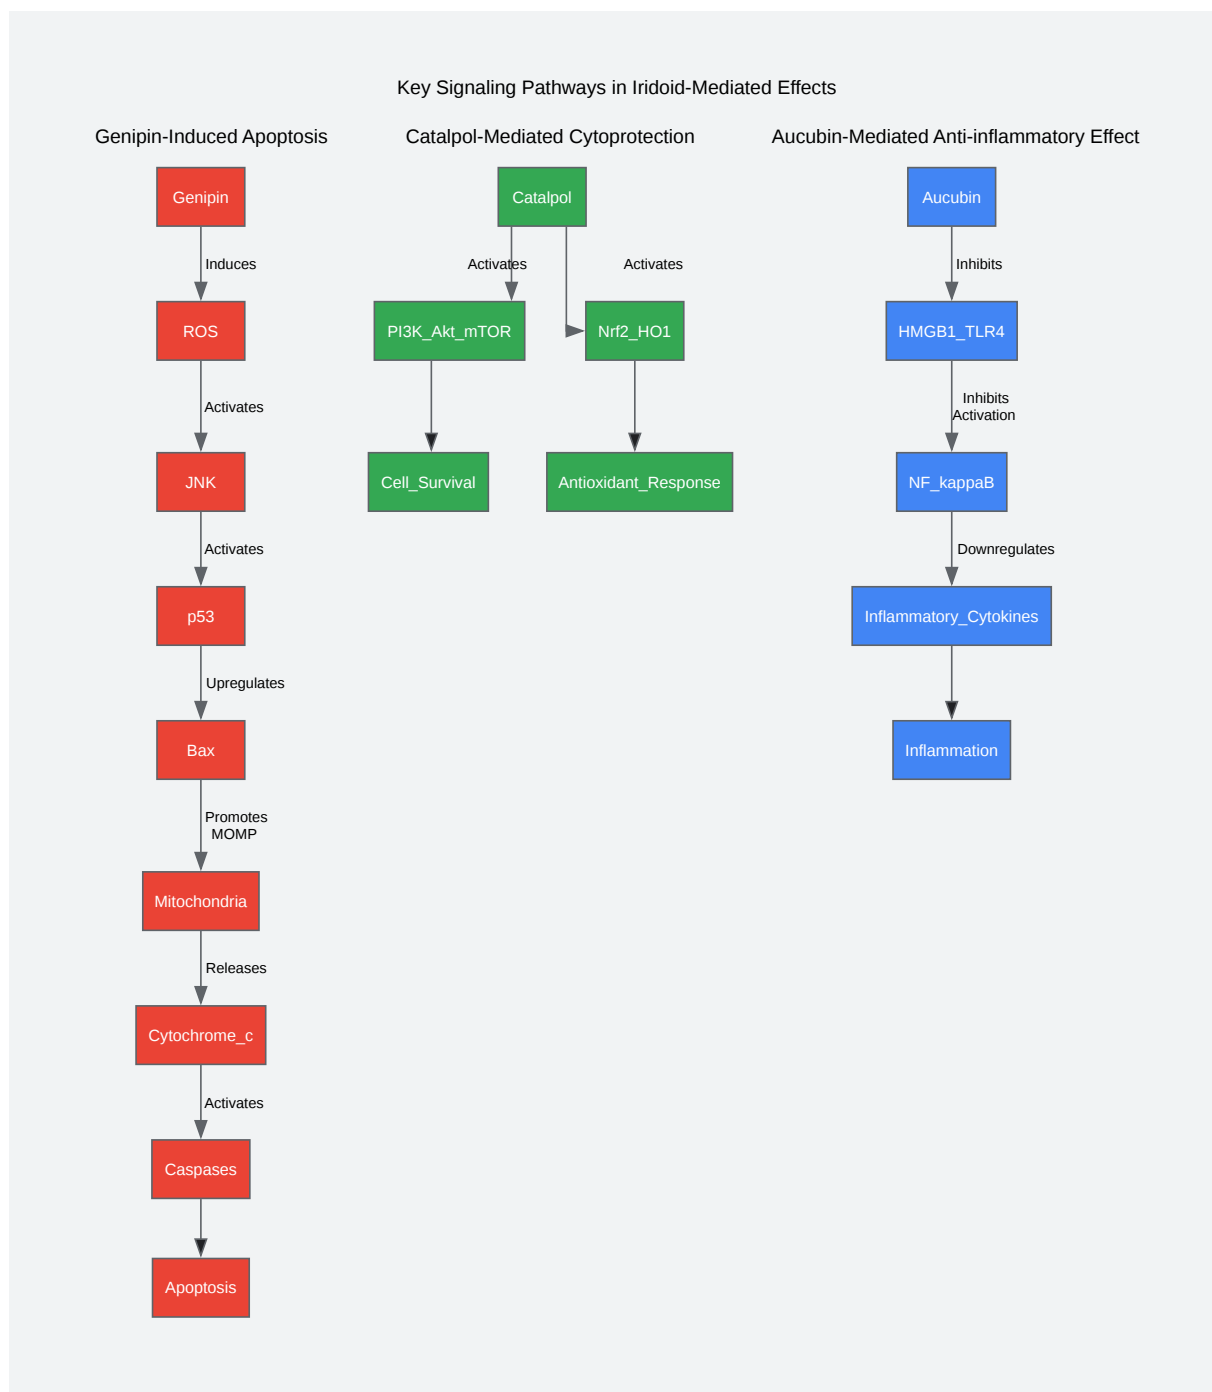 Key Signaling Pathways in Iridoid-Mediated Effects
Genipin-Induced Apoptosis
Genipin
Induces
ROS
Activates
JNK
Activates
p53
Upregulates
Bax
Promotes
MOMP
Mitochondria
Releases
Cytochrome_c
Activates
Caspases
Apoptosis
Catalpol-Mediated Cytoprotection
Catalpol
Activates
Activates
PI3K_Akt_mTOR
Nrf2_HO1
Cell_Survival
Antioxidant_Response
Aucubin-Mediated Anti-inflammatory Effect
Aucubin
Inhibits
HMGB1_TLR4
Inhibits
Activation
NF_kappaB
Downregulates
Inflammatory_Cytokines
Inflammation